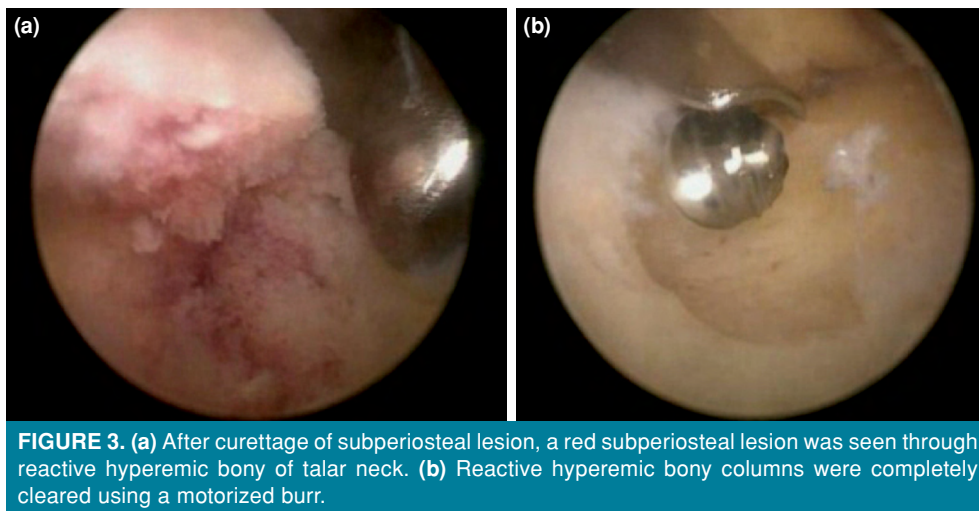 (a)
(b)
FIGURE 3. (a) After curettage of subperiosteal lesion, a red subperiosteal lesion was seen through
reactive hyperemic bony of talar neck. (b) Reactive hyperemic bony columns were completely
cleared using a motorized burr.